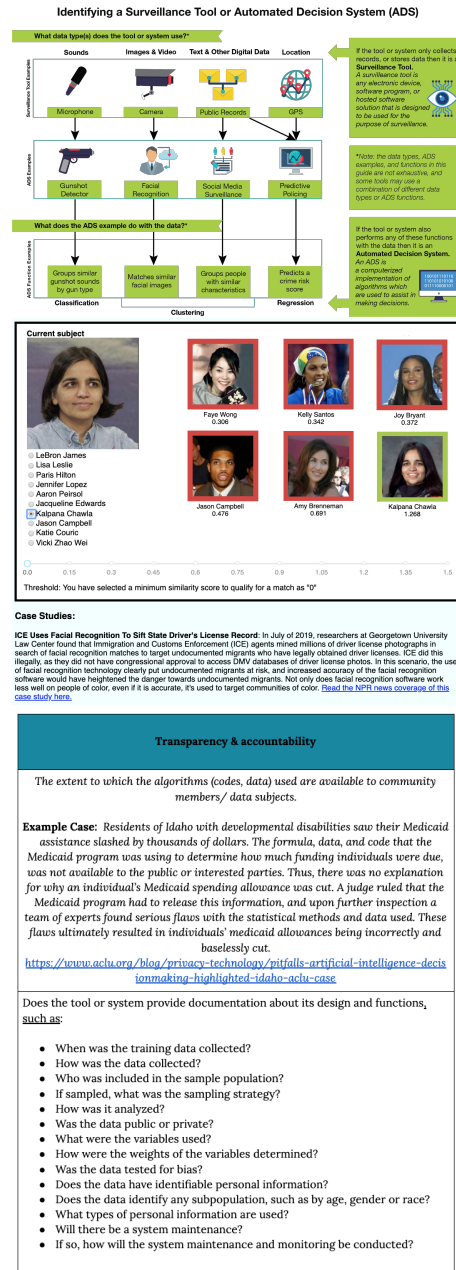 Identifying a Surveillance Tool or Automated Decision System (ADS)
What data type(s) does the tool or system use?*
Sounds
Images & Video
Text & Other Digital Data
Location
Surveillance Tool Examples
Microphone
Camera
Public Records
GPS
If the tool or system only collects,
records, or stores data then it is a
Surveillance Tool.
A survilleance tool is
any electronic device,
software program, or
hosted software
solution that is designed
to be used for the
purpose of surveillance.
ADS Examples
Gunshot
Detector
Facial
Recognition
Social Media
Surveillance
Predictive
Policing
*Note: the data types, ADS
examples, and functions in this
guide are not exhaustive, and
some tools may use a
combination of different data
types or ADS functions.
What does the ADS example do with the data?*
ADS Function Examples
Groups similar
gunshot sounds
by gun type
Matches similar
facial images
Groups people
with similar
characteristics
Predicts a
crime risk
score
Classification
Clustering
Regression
If the tool or system also
performs any of these functions
with the data then it is an
Automated Decision System.
An ADS is
a computerized
implementation of
algorithms which
are used to assist in
making decisions.
Current subject
Faye Wong
0.306
Kelly Santos
0.342
Joy Bryant
0.372
Jason Campbell
0.476
Amy Brenneman
0.691
Kalpana Chawla
1.268
LeBron James
Lisa Leslie
Paris Hilton
Jennifer Lopez
Aaron Peirsol
Jacqueline Edwards
Kalpana Chawla
Jason Campbell
Katie Couric
Vicki Zhao Wei
0.0 0.15 0.3 0.45 0.6 0.75 0.9 1.05 1.2 1.35 1.5
Threshold: You have selected a minimum similarity score to qualify for a match as "0"
Case Studies:
ICE Uses Facial Recognition To Sift State Driver's License Record: In July of 2019, researchers at Georgetown University
Law Center found that Immigration and Customs Enforcement (ICE) agents mined millions of driver license photographs in
search of facial recognition matches to target undocumented migrants who have legally obtained driver licenses. ICE did this
illegally, as they did not have congressional approval to access DMV databases of driver license photos. In this scenario, the use
of facial recognition technology clearly put undocumented migrants at risk, and increased accuracy of the facial recognition
software would have heightened the danger towards undocumented migrants. Not only does facial recognition software work
less well on people of color, even if it is accurate, it's used to target communities of color. Read the NPR news coverage of this
case study here.
Transparency & accountability
The extent to which the algorithms (codes, data) used are available to community
members/ data subjects.
Example Case: Residents of Idaho with developmental disabilities saw their Medicaid
assistance slashed by thousands of dollars. The formula, data, and code that the
Medicaid program was using to determine how much funding individuals were due,
was not available to the public or interested parties. Thus, there was no explanation
for why an individual's Medicaid spending allowance was cut. A judge ruled that the
Medicaid program had to release this information, and upon further inspection a
team of experts found serious flaws with the statistical methods and data used. These
flaws ultimately resulted in individuals' medicaid allowances being incorrectly and
baselessly cut.
https://www.aclu.org/blog/privacy-technology/pitfalls-artificial-intelligence-decis
ionmaking-highlighted-idaho-aclu-case
Does the tool or system provide documentation about its design and functions,
such as:
● When was the training data collected?
● How was the data collected?
● Who was included in the sample population?
● If sampled, what was the sampling strategy?
● How was it analyzed?
● Was the data public or private?
● What were the variables used?
● How were the weights of the variables determined?
● Was the data tested for bias?
● Does the data have identifiable personal information?
● Does the data identify any subpopulation, such as by age, gender or race?
● What types of personal information are used?
● Will there be a system maintenance?
● If so, how will the system maintenance and monitoring be conducted?